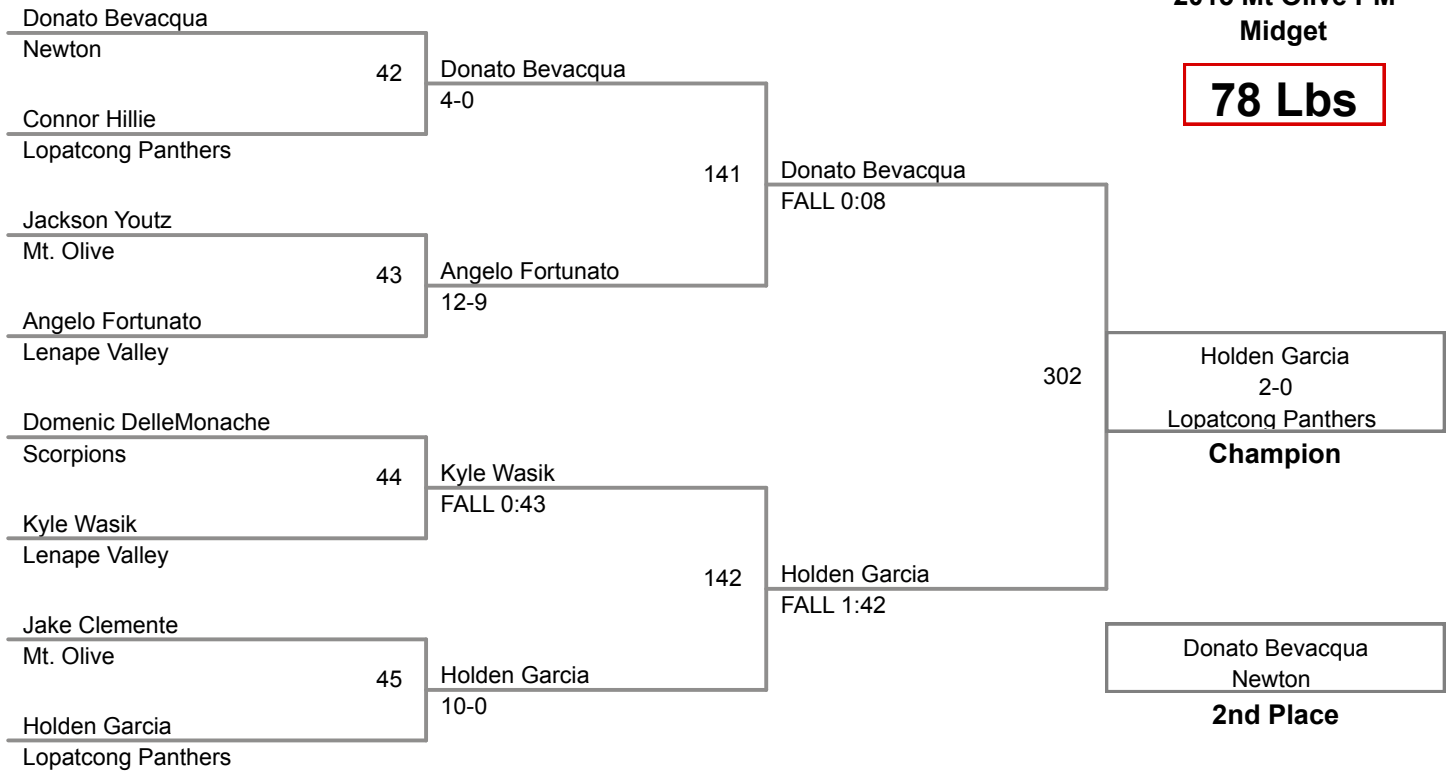 2018 Mt Olive PM
Midget
78 Lbs
Donato Bevacqua
Newton
42
Connor Hillie
Lopatcong Panthers
Donato Bevacqua
4-0
Jackson Youtz
Mt. Olive
43
Angelo Fortunato
Lenape Valley
Angelo Fortunato
12-9
141
Donato Bevacqua
FALL 0:08
Domenic DelleMonache
Scorpions
44
Kyle Wasik
Lenape Valley
Kyle Wasik
FALL 0:43
Jake Clemente
Mt. Olive
45
Holden Garcia
Lopatcong Panthers
Holden Garcia
10-0
142
Holden Garcia
FALL 1:42
302
Holden Garcia
2-0
Lopatcong Panthers
Champion
Donato Bevacqua
Newton
2nd Place